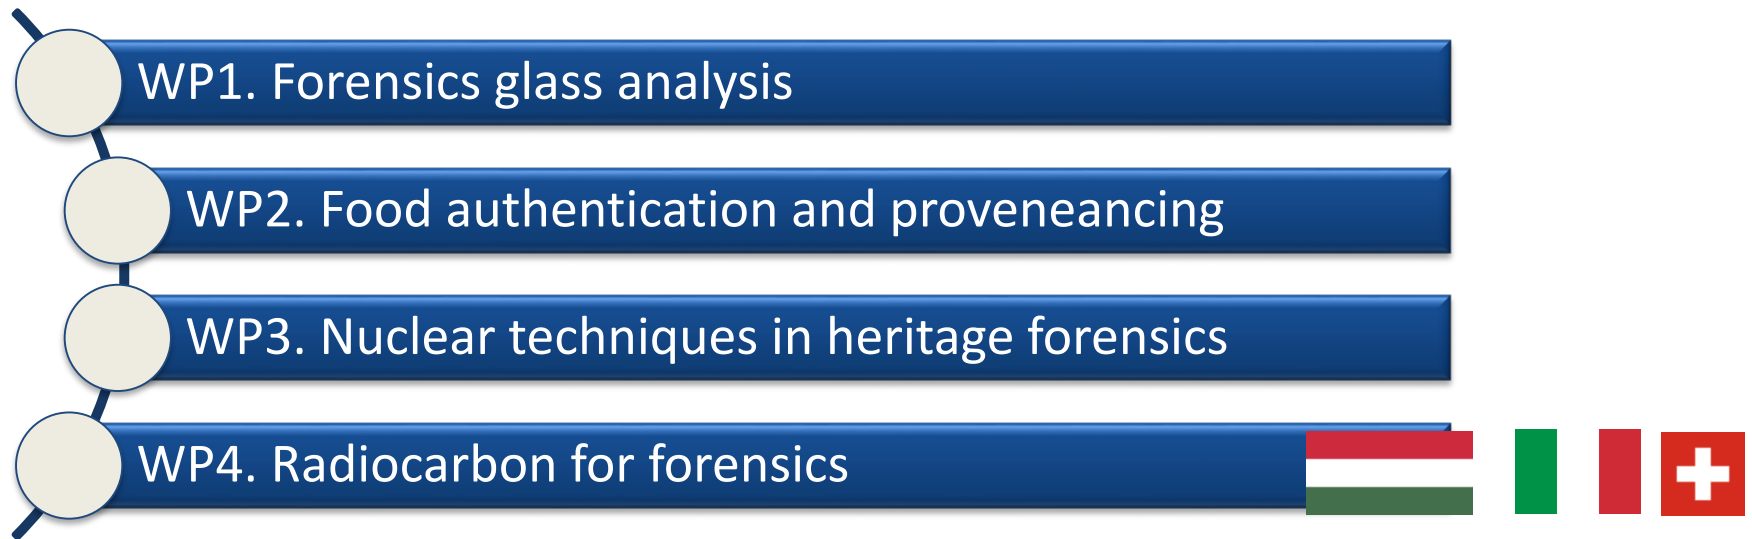 WP1. Forensics glass analysis
WP2. Food authentication and proveneancing
WP3. Nuclear techniques in heritage forensics
WP4. Radiocarbon for forensics